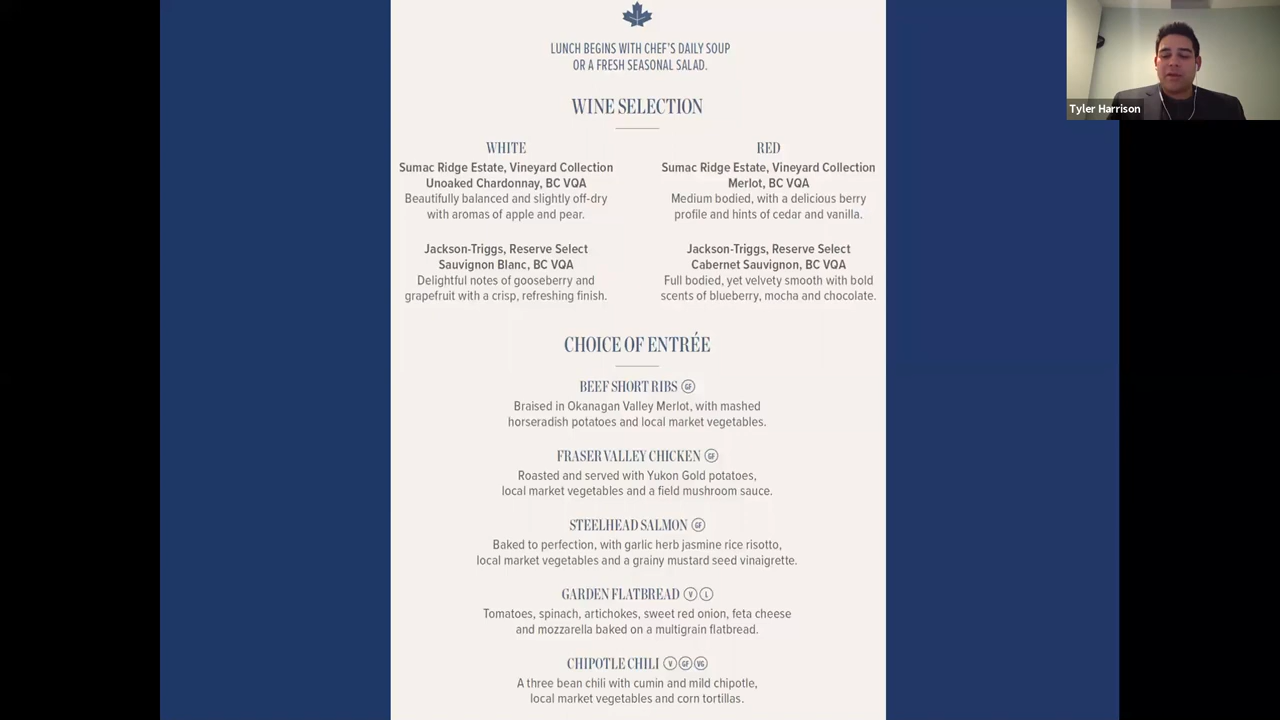 LUNCH BEGINS WITH CHEF'S DAILY SOUP
OR A FRESH SEASONAL SALAD.
WINE SELECTION
WHITE
Sumac Ridge Estate, Vineyard Collection
Unoaked Chardonnay, BC VQA
Beautifully balanced and slightly off-dry
with aromas of apple and pear.
Jackson-Triggs, Reserve Select
Sauvignon Blanc, BC VQA
Delightful notes of gooseberry and
grapefruit with a crisp, refreshing finish.
RED
Sumac Ridge Estate, Vineyard Collection
Merlot, BC VQA
Medium bodied, with a delicious berry
profile and hints of cedar and vanilla.
Jackson-Triggs, Reserve Select
Cabernet Sauvignon, BC VQA
Full bodied, yet velvety smooth with bold
scents of blueberry, mocha and chocolate.
CHOICE OF ENTRÉE
BEEF SHORT RIBS GF
Braised in Okanagan Valley Merlot, with mashed
horseradish potatoes and local market vegetables.
FRASER VALLEY CHICKEN GF
Roasted and served with Yukon Gold potatoes,
local market vegetables and a field mushroom sauce.
STEELHEAD SALMON GF
Baked to perfection, with garlic herb jasmine rice risotto,
local market vegetables and a grainy mustard seed vinaigrette.
GARDEN FLATBREAD V L
Tomatoes, spinach, artichokes, sweet red onion, feta cheese
and mozzarella baked on a multigrain flatbread.
CHIPOTLE CHILI V GF VG
A three bean chili with cumin and mild chipotle,
local market vegetables and corn tortillas.
Tyler Harrison